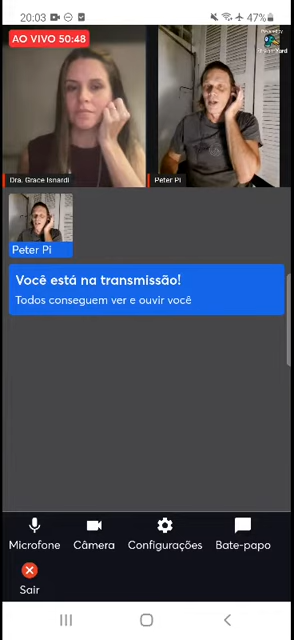 20:03
47%
AO VIVO 50:48
Dra. Grace Isnardi
Peter Pi
Peter Pi
Você está na transmissão!
Todos conseguem ver e ouvir você
Microfone
Câmera
Configurações
Bate-papo
Sair